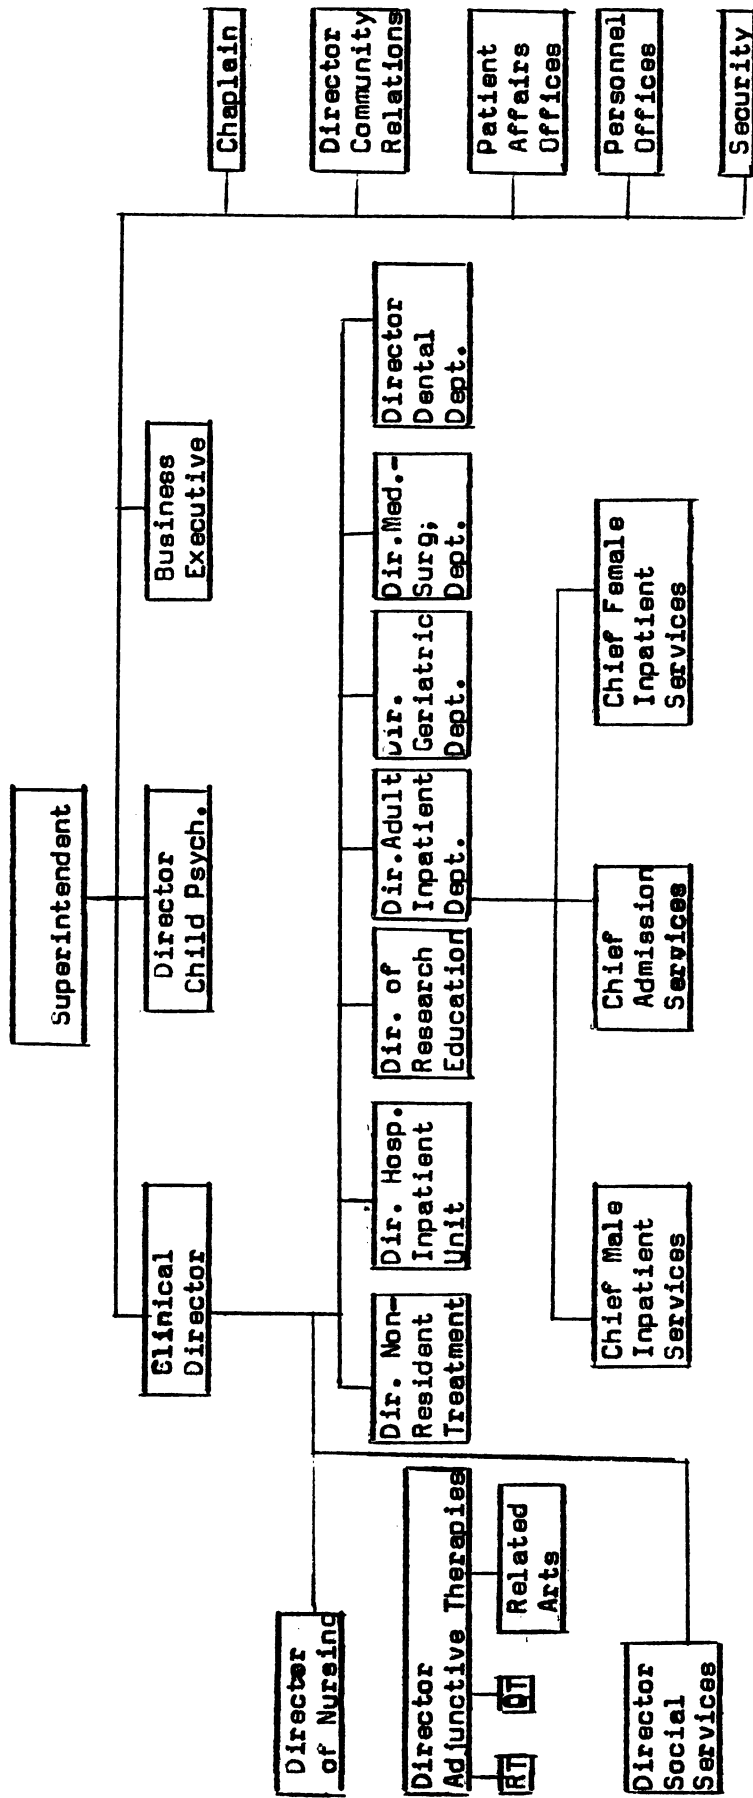 Superintendent
Clinical
Director
Director
Child Psych.
Business
Executive
Chaplain
Director
Community
Relations
Patient
Affairs
Offices
Personnel
Offices
Security
Director
of Nursing
Director
Adjunctive Therapies
RT
OT
Related
Arts
Director
Social
Services
Dir. Non-
Resident
Treatment
Dir. Hosp.
Inpatient
Unit
Dir. of
Research
Education
Dir.Adult
Inpatient
Dept.
Dir.
Geriatric
Dept.
Dir.Med.-
Surg;
Dept.
Director
Dental
Dept.
Chief Male
Inpatient
Services
Chief
Admission
Services
Chief Female
Inpatient
Services